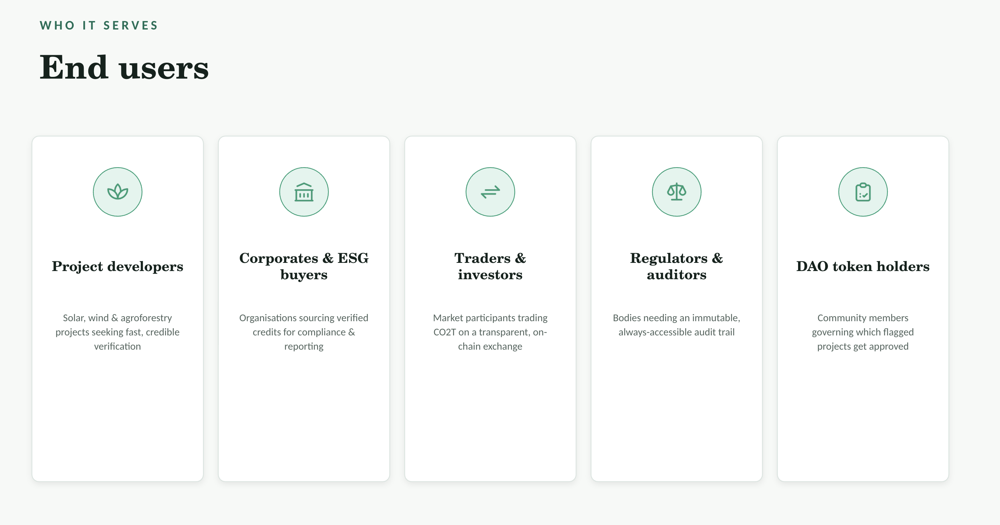 WHO IT SERVES
End users
Project developers
Solar, wind & agroforestry
projects seeking fast, credible
verification
Corporates & ESG
buyers
Organisations sourcing verified
credits for compliance &
reporting
Traders &
investors
Market participants trading
CO2T on a transparent, on-
chain exchange
Regulators &
auditors
Bodies needing an immutable,
always-accessible audit trail
DAO token holders
Community members
governing which flagged
projects get approved